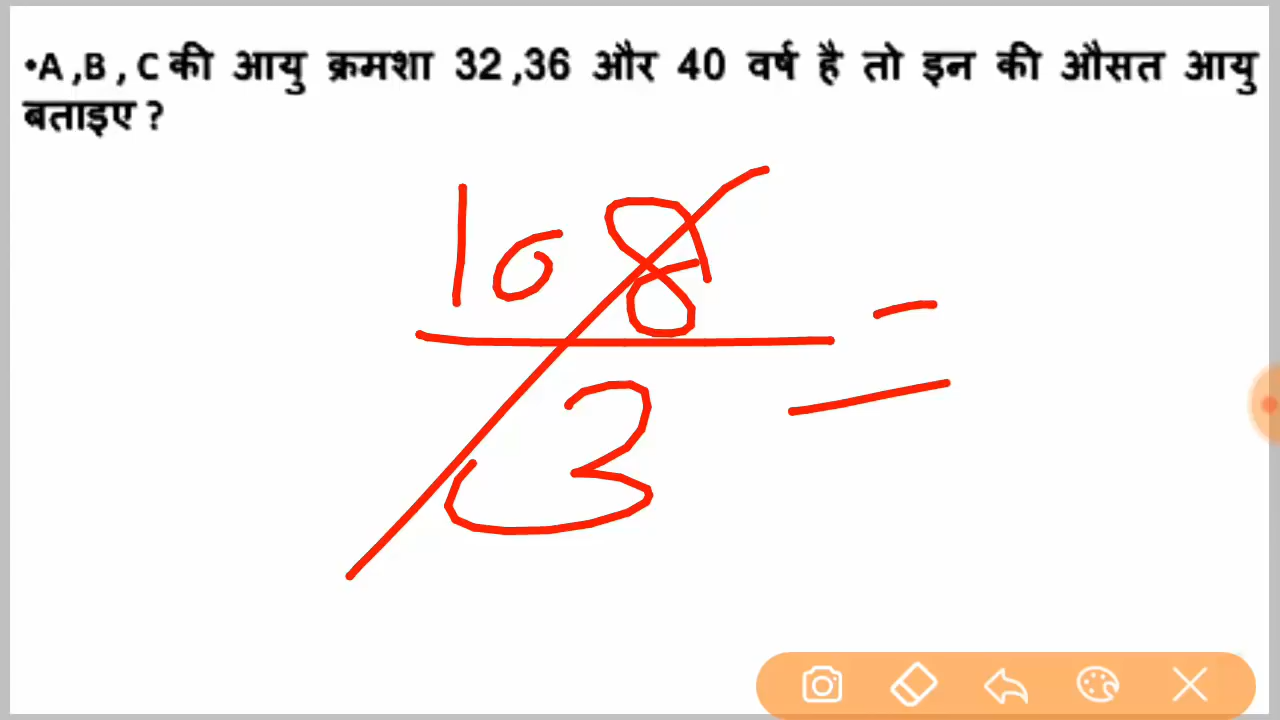 •A ,B , C की आयु क्रमशा 32 ,36 और 40 वर्ष है तो इन की औसत आयु
बताइए ?
108
3
=